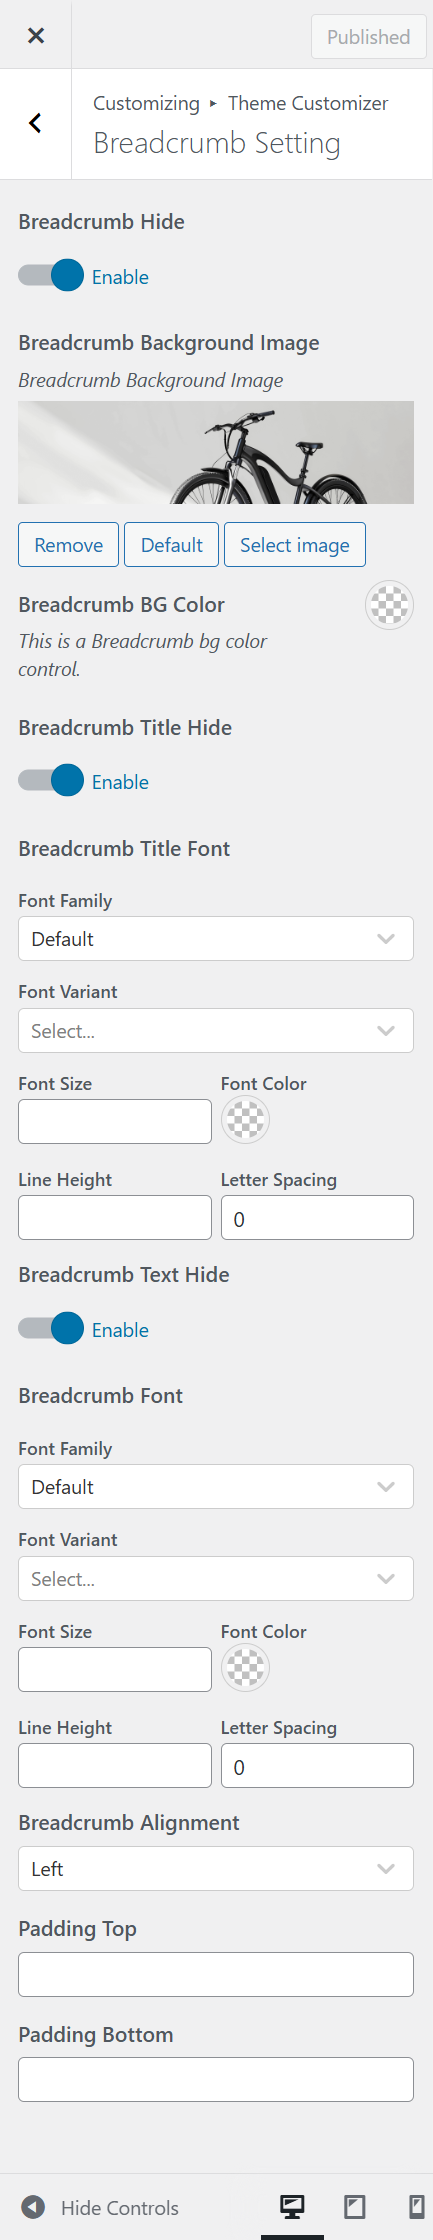 Published
Customizing ▸ Theme Customizer
Breadcrumb Setting
Breadcrumb Hide
Enable
Breadcrumb Background Image
Breadcrumb Background Image
Remove Default Select image
Breadcrumb BG Color
This is a Breadcrumb bg color
control.
Breadcrumb Title Hide
Enable
Breadcrumb Title Font
Font Family
Default
Font Variant
Select...
Font Size Font Color
Line Height Letter Spacing
0
Breadcrumb Text Hide
Enable
Breadcrumb Font
Font Family
Default
Font Variant
Select...
Font Size Font Color
Line Height Letter Spacing
0
Breadcrumb Alignment
Left
Padding Top
Padding Bottom
Hide Controls